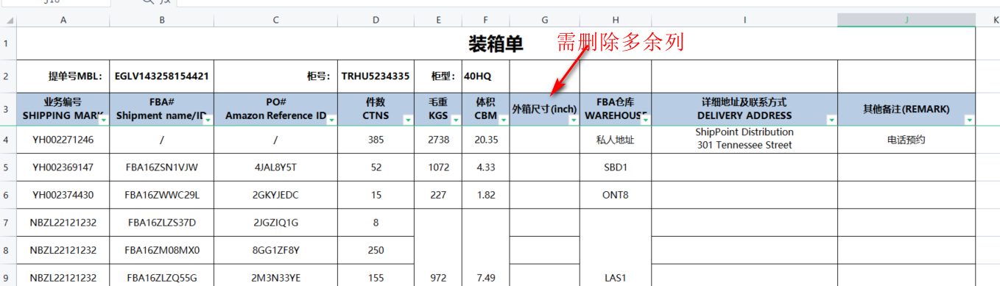 A B C D E F G H I J K
1 装箱单 需删除多余列
2 提单号MBL: EGLV143258154421 柜号: TRHU5234335 柜型: 40HQ
业务编号 FBA# PO# 件数 毛重 体积 外箱尺寸(inch) FBA仓库 详细地址及联系方式 其他备注(REMARK)
3 SHIPPING MARK Shipment name/ID Amazon Reference ID CTNS KGS CBM WAREHOUSE DELIVERY ADDRESS
4 YH002271246 / / 385 2738 20.35 私人地址 ShipPoint Distribution 电话预约
301 Tennessee Street
5 YH002369147 FBA16ZSN1VJW 4JAL8Y5T 52 1072 4.33 SBD1
6 YH002374430 FBA16ZWWC29L 2GKYJEDC 15 227 1.82 ONT8
7 NBZL22121232 FBA16ZLZS37D 2JGZIQ1G 8
8 NBZL22121232 FBA16ZM08MX0 8GG1ZF8Y 250
9 NBZL22121232 FBA16ZLZQ55G 2M3N33YE 155 972 7.49 LAS1